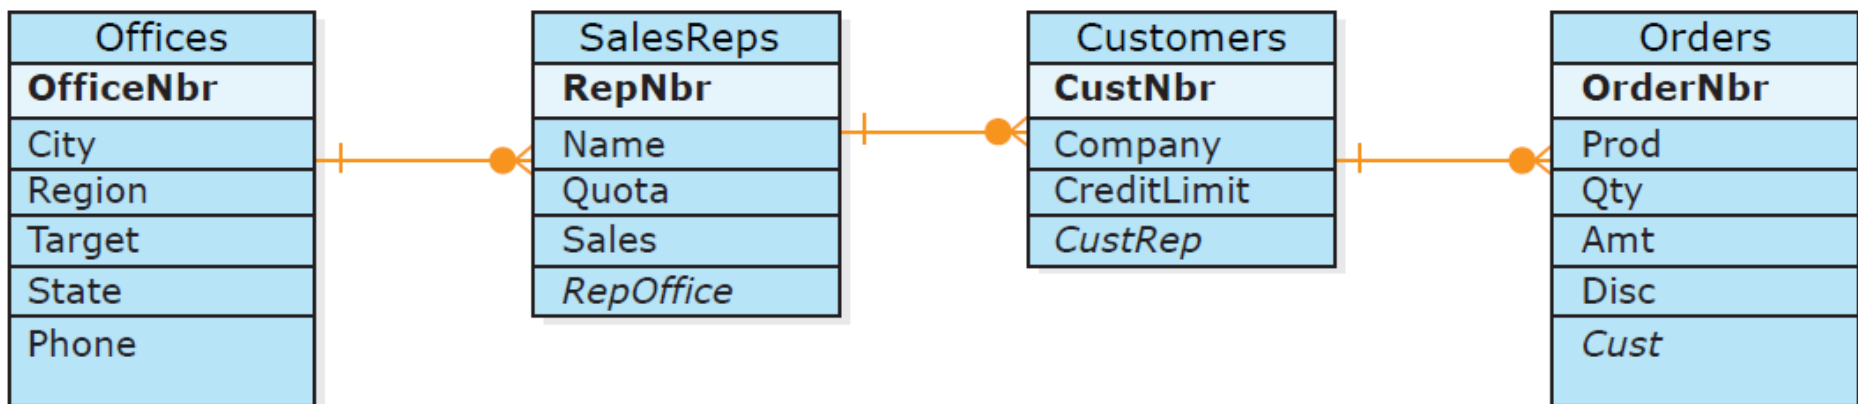 Offices
OfficeNbr
City
Region
Target
State
Phone
SalesReps
RepNbr
Name
Quota
Sales
RepOffice
Customers
CustNbr
Company
CreditLimit
CustRep
Orders
OrderNbr
Prod
Qty
Amt
Disc
Cust